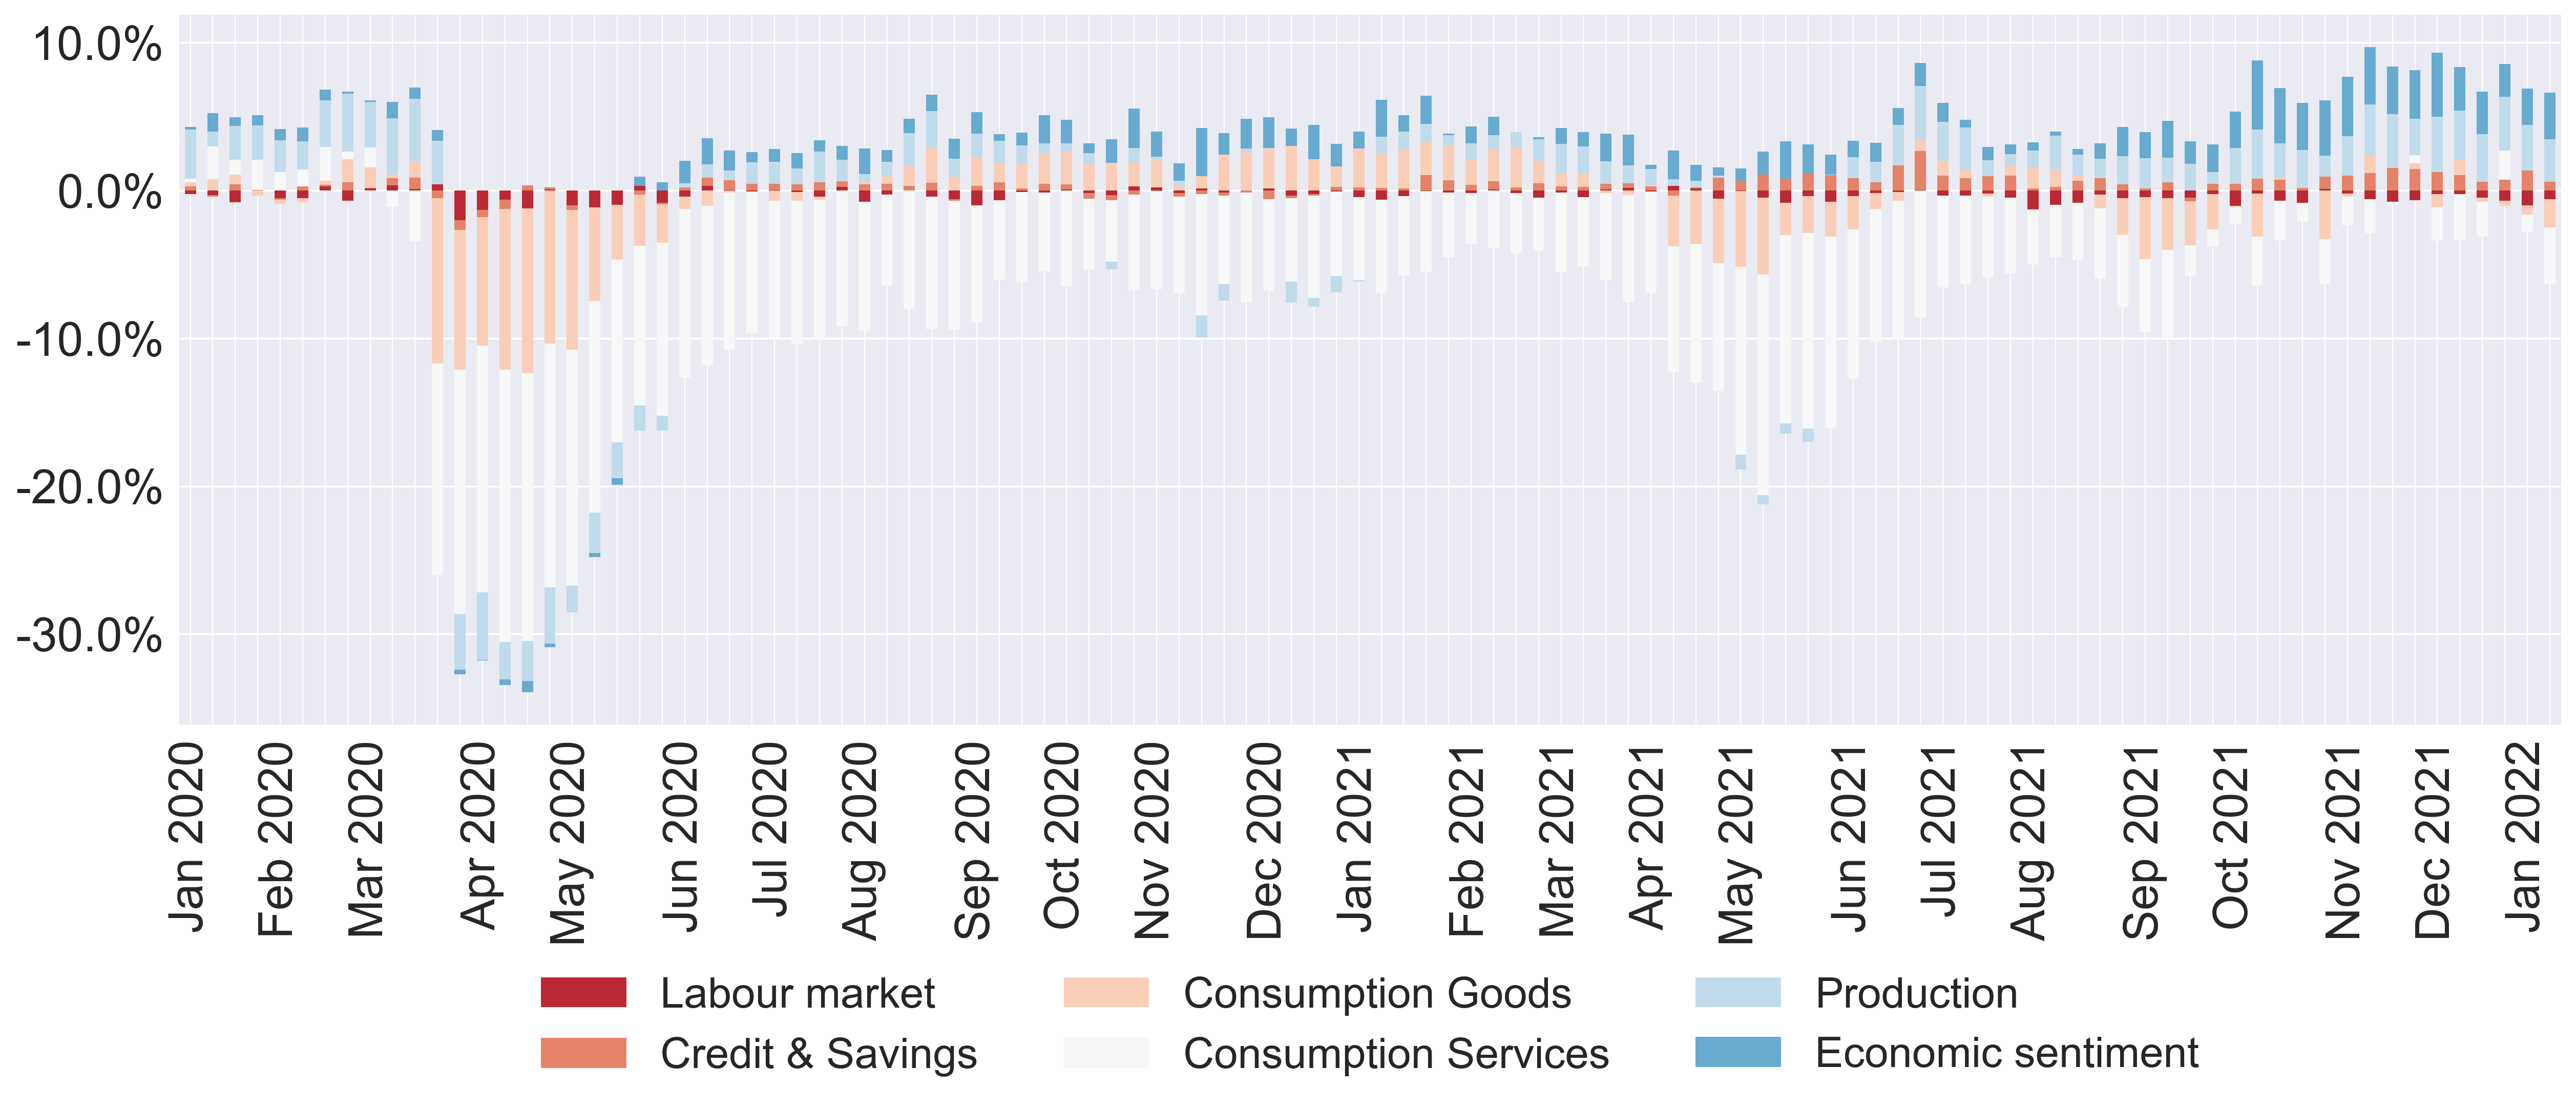 10.0%
0.0%
-10.0%
-20.0%
-30.0%
Jan 2020
Feb 2020
Mar 2020
Apr 2020
May 2020
Jun 2020
Jul 2020
Aug 2020
Sep 2020
Oct 2020
Nov 2020
Dec 2020
Jan 2021
Feb 2021
Mar 2021
Apr 2021
May 2021
Jun 2021
Jul 2021
Aug 2021
Sep 2021
Oct 2021
Nov 2021
Dec 2021
Jan 2022
Labour market
Consumption Goods
Production
Credit & Savings
Consumption Services
Economic sentiment